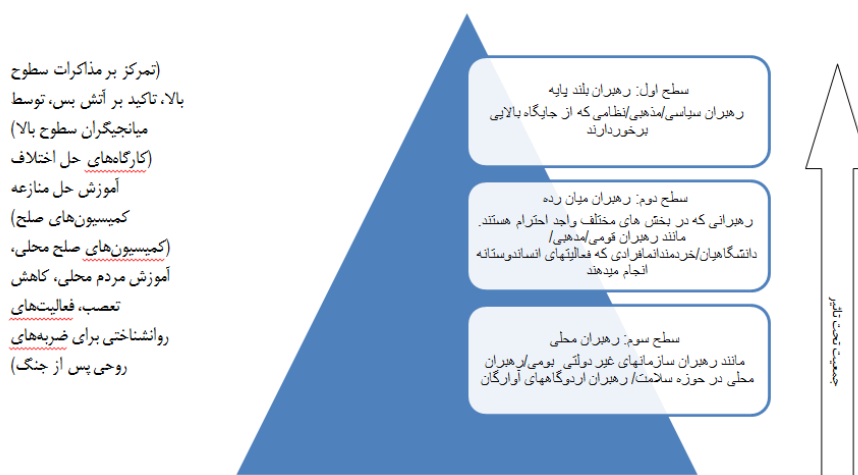 (تمرکز بر مذاکرات سطوح
بالا، تاکید بر آتش بس، توسط
میانجیگران سطوح بالا)
(کارگاه‌های حل اختلاف
آموزش حل منازعه
کمیسیون‌های صلح)
(کمیسیون‌های صلح محلی،
آموزش مردم محلی، کاهش
تعصب، فعالیت‌های
روانشناختی برای ضربه‌های
روحی پس از جنگ)
سطح اول: رهبران بلند پایه
رهبران سیاسی/مذهبی/نظامی که از جایگاه بالایی
برخوردارند
سطح دوم: رهبران میان رده
رهبرانی که در بخش های مختلف واجد احترام هستند.
مانند رهبران قومی/مذهبی/
دانشگاهیان/خردمندانمافرادی که فعالیتهای انساندوستانه
انجام میدهند
سطح سوم: رهبران محلی
مانند رهبران سازمانهای غیر دولتی بومی/رهبران
محلی در حوزه سلامت/ رهبران اردوگاههای آوارگان
جمعیت تحت تاثیر